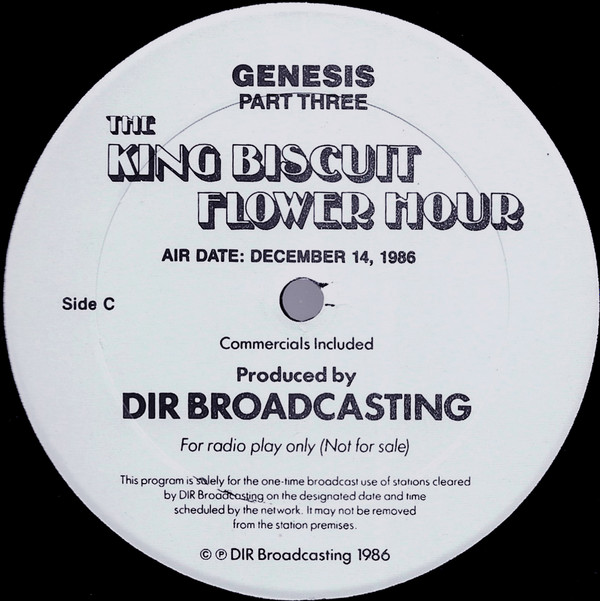 GENESIS
PART THREE
THE
KING BISCUIT
FLOWER HOUR
AIR DATE: DECEMBER 14, 1986
Side C
Commercials Included
Produced by
DIR BROADCASTING
For radio play only (Not for sale)
This program is solely for the one-time broadcast use of stations cleared
by DIR Broadcasting on the designated date and time
scheduled by the network. It may not be removed
from the station premises.
© ℗ DIR Broadcasting 1986